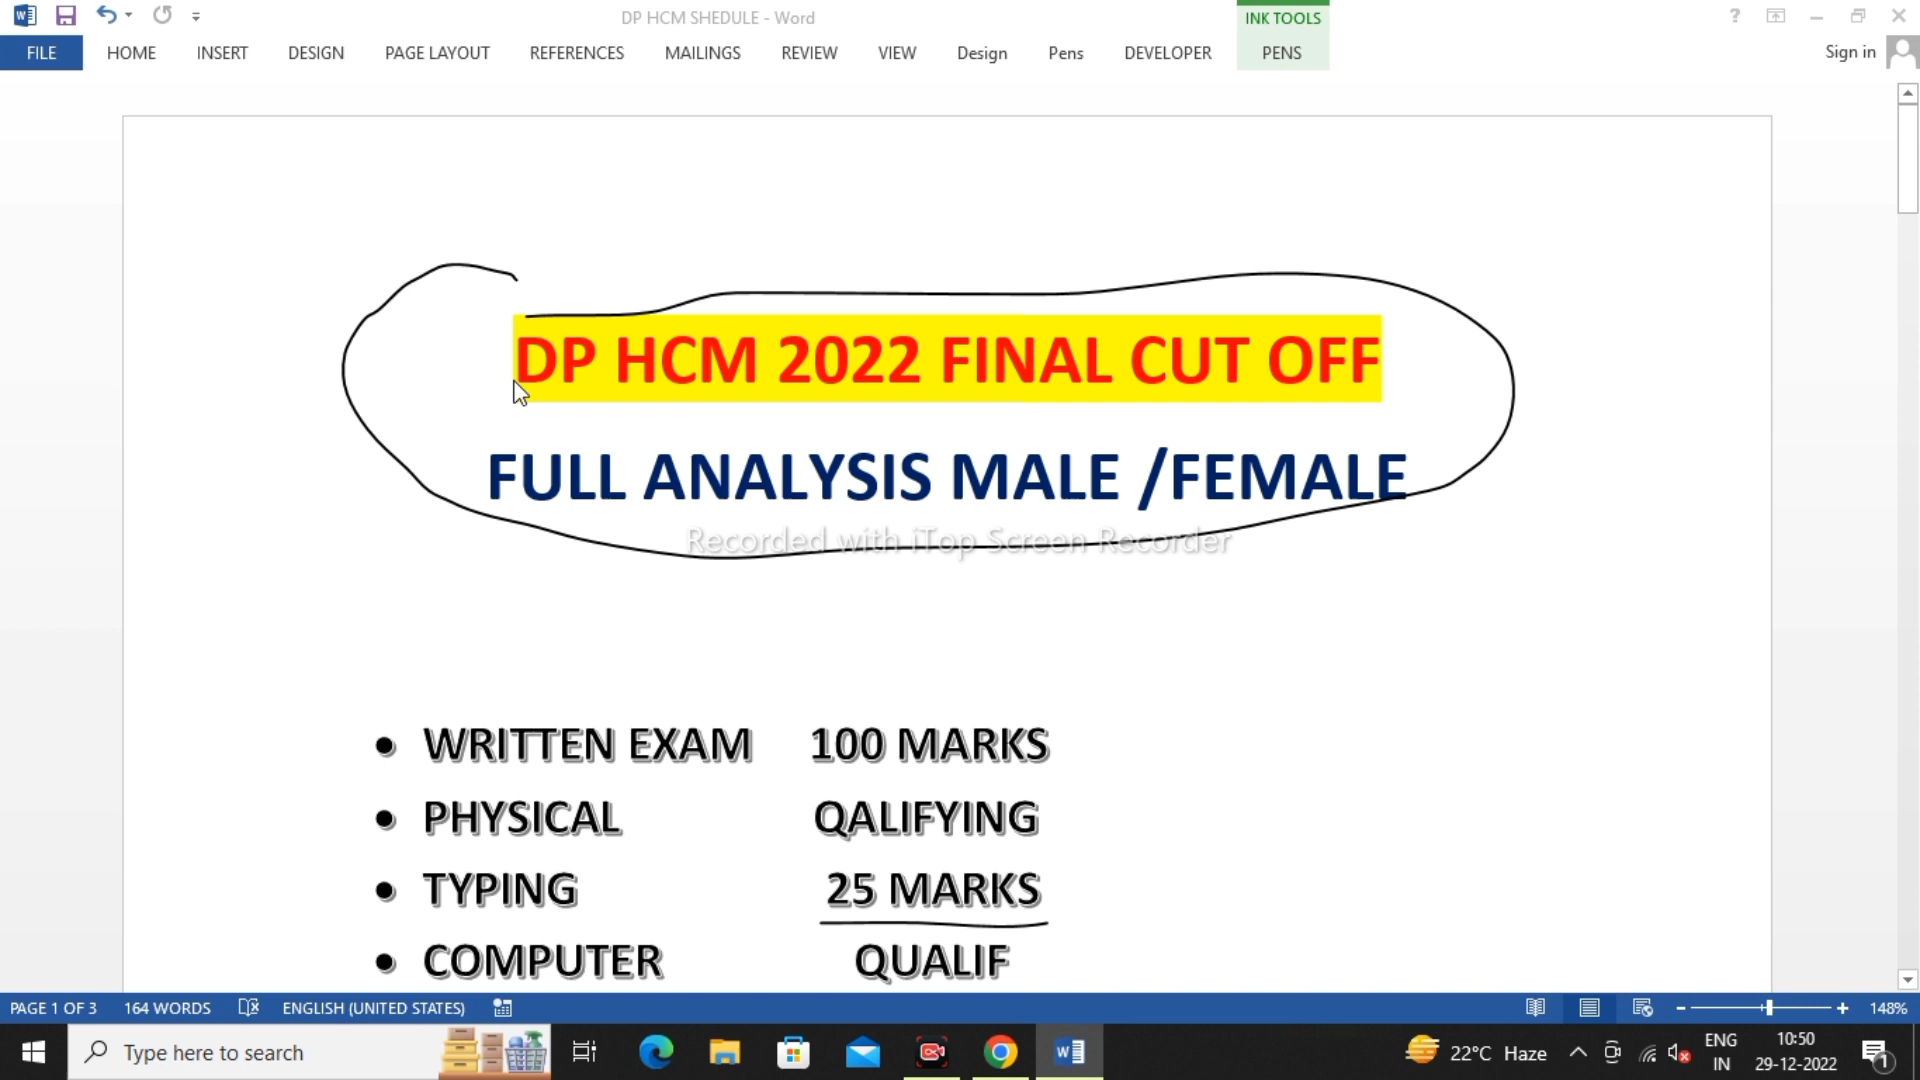 DP HCM SHEDULE - Word
INK TOOLS
?
FILE HOME INSERT DESIGN PAGE LAYOUT REFERENCES MAILINGS REVIEW VIEW Design Pens DEVELOPER PENS Sign in
DP HCM 2022 FINAL CUT OFF
FULL ANALYSIS MALE /FEMALE
Recorded with iTop Screen Recorder
• WRITTEN EXAM 100 MARKS
• PHYSICAL QALIFYING
• TYPING 25 MARKS
• COMPUTER QUALIF
PAGE 1 OF 3 164 WORDS ENGLISH (UNITED STATES) 148%
Type here to search
22°C Haze
ENG
IN
10:50
29-12-2022
1